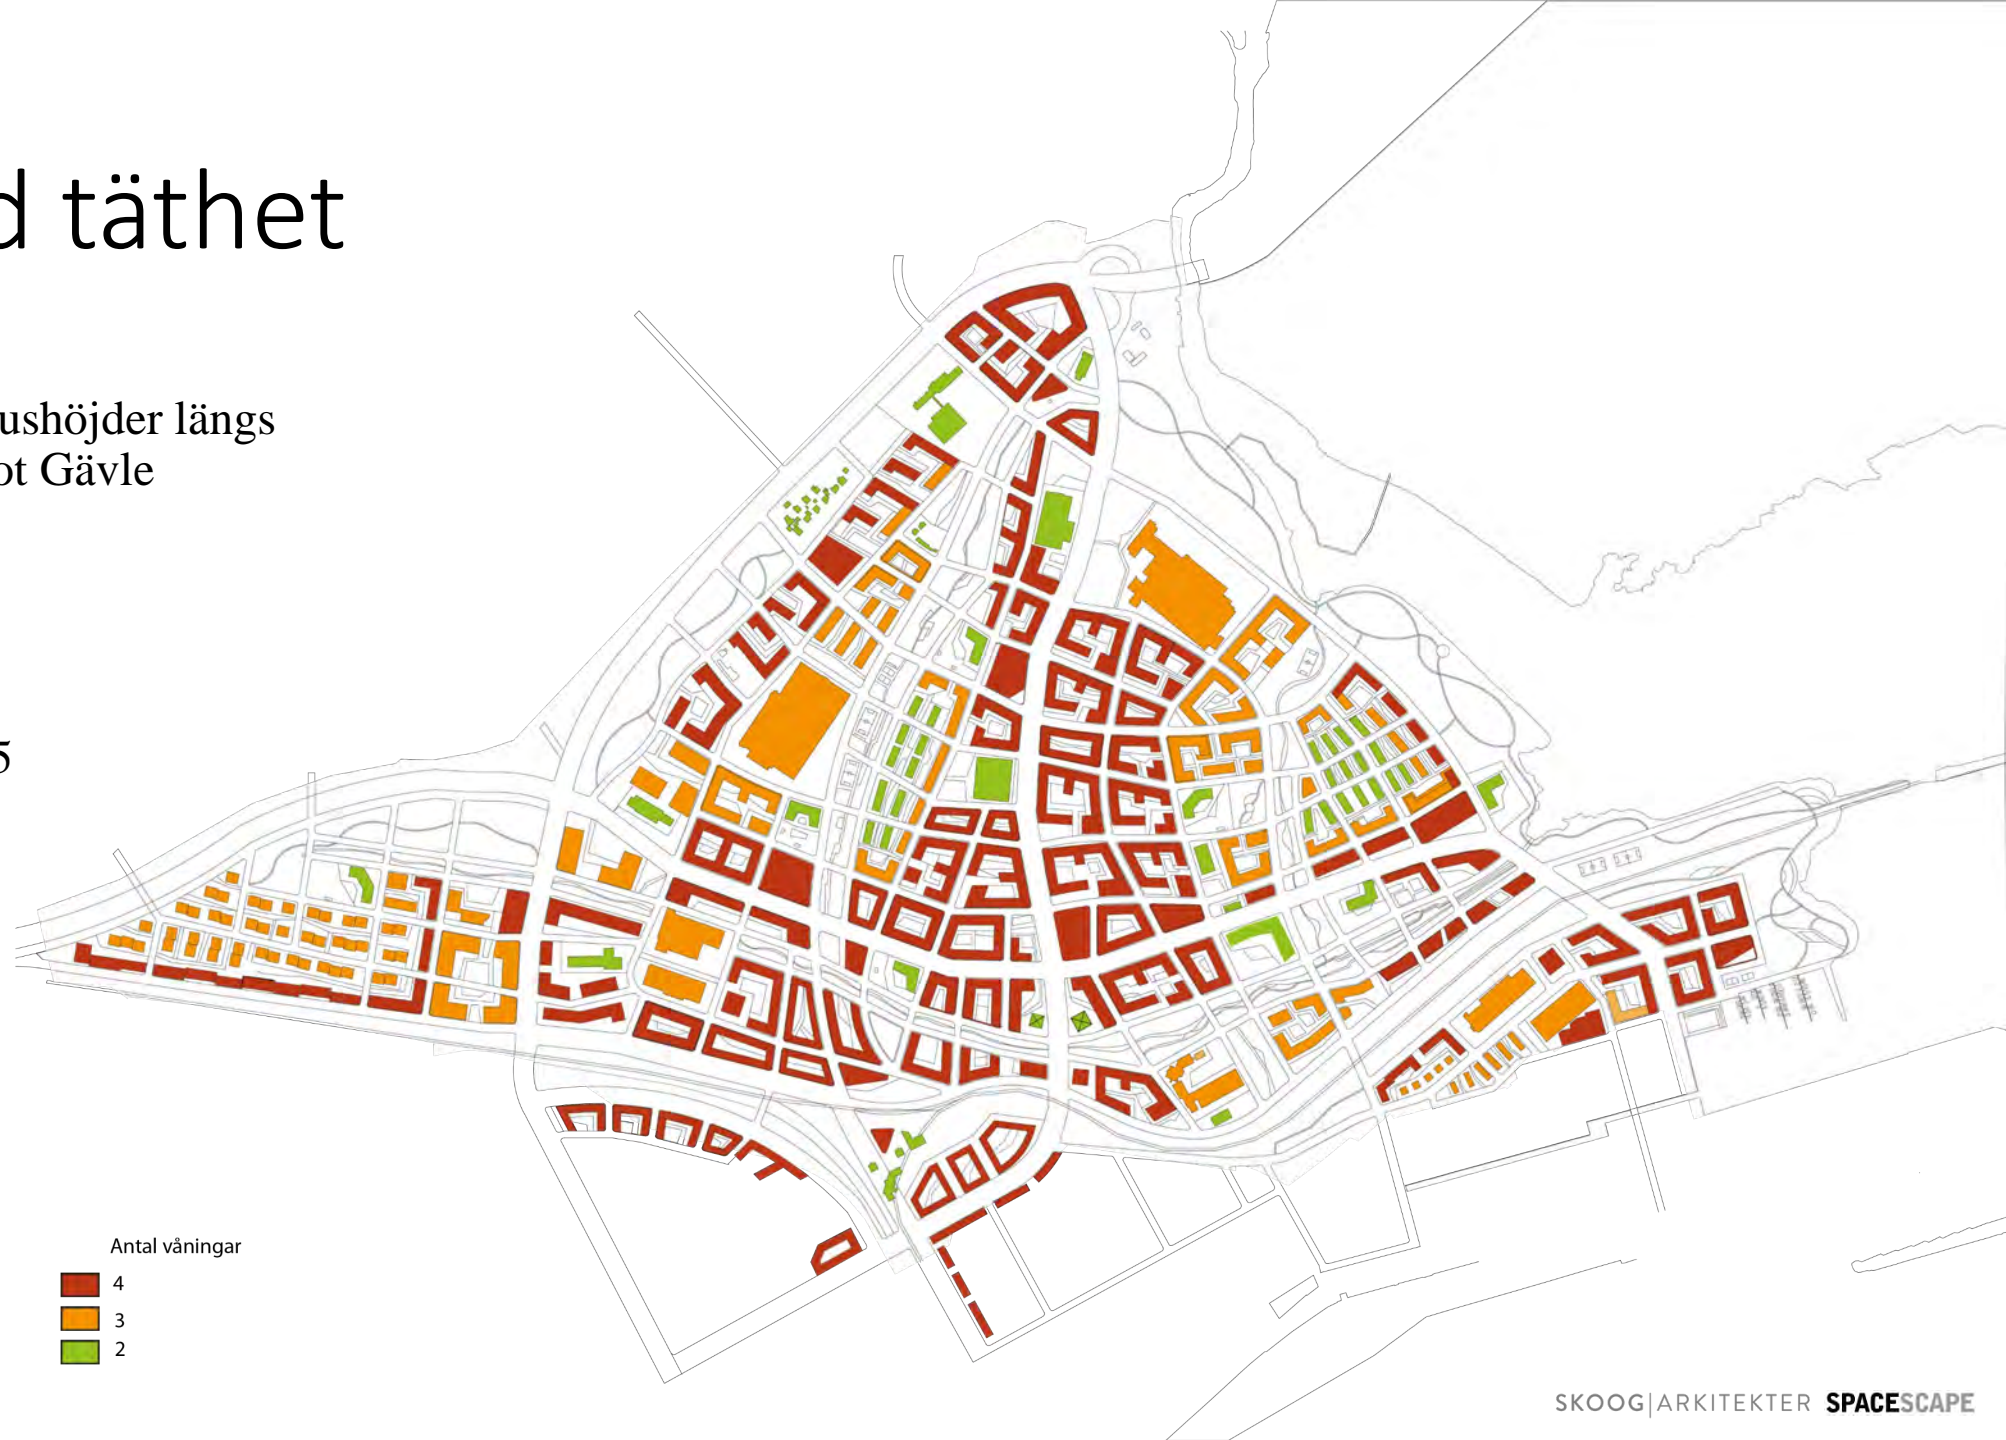 d täthet
ushöjder längs
ot Gävle
5
Antal våningar
4
3
2
SKOOG|ARKITEKTER SPACESCAPE